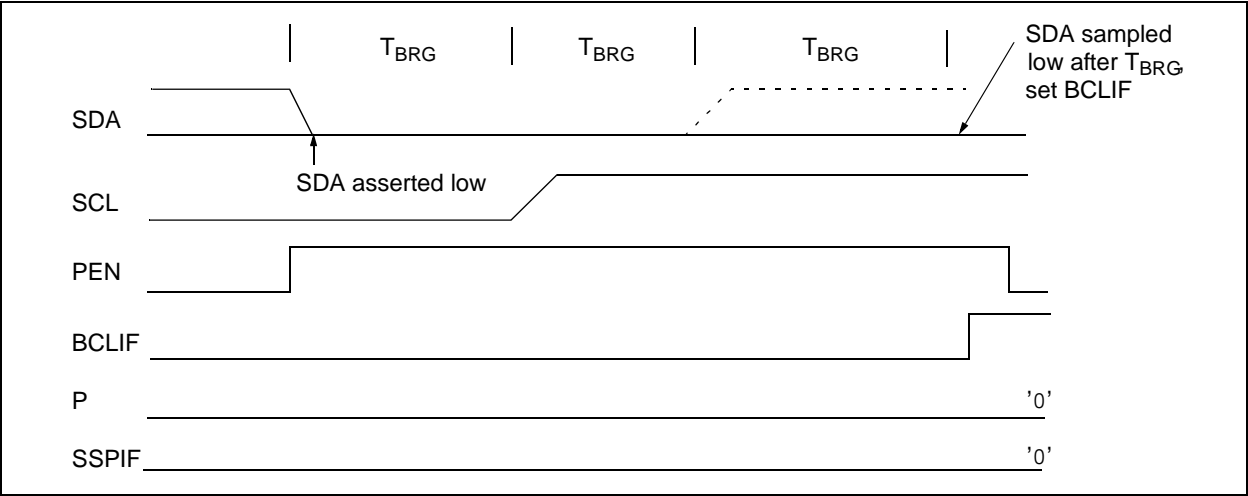 TBRG TBRG TBRG
SDA sampled
low after TBRG,
set BCLIF
SDA
SDA asserted low
SCL
PEN
BCLIF
P '0'
SSPIF '0'